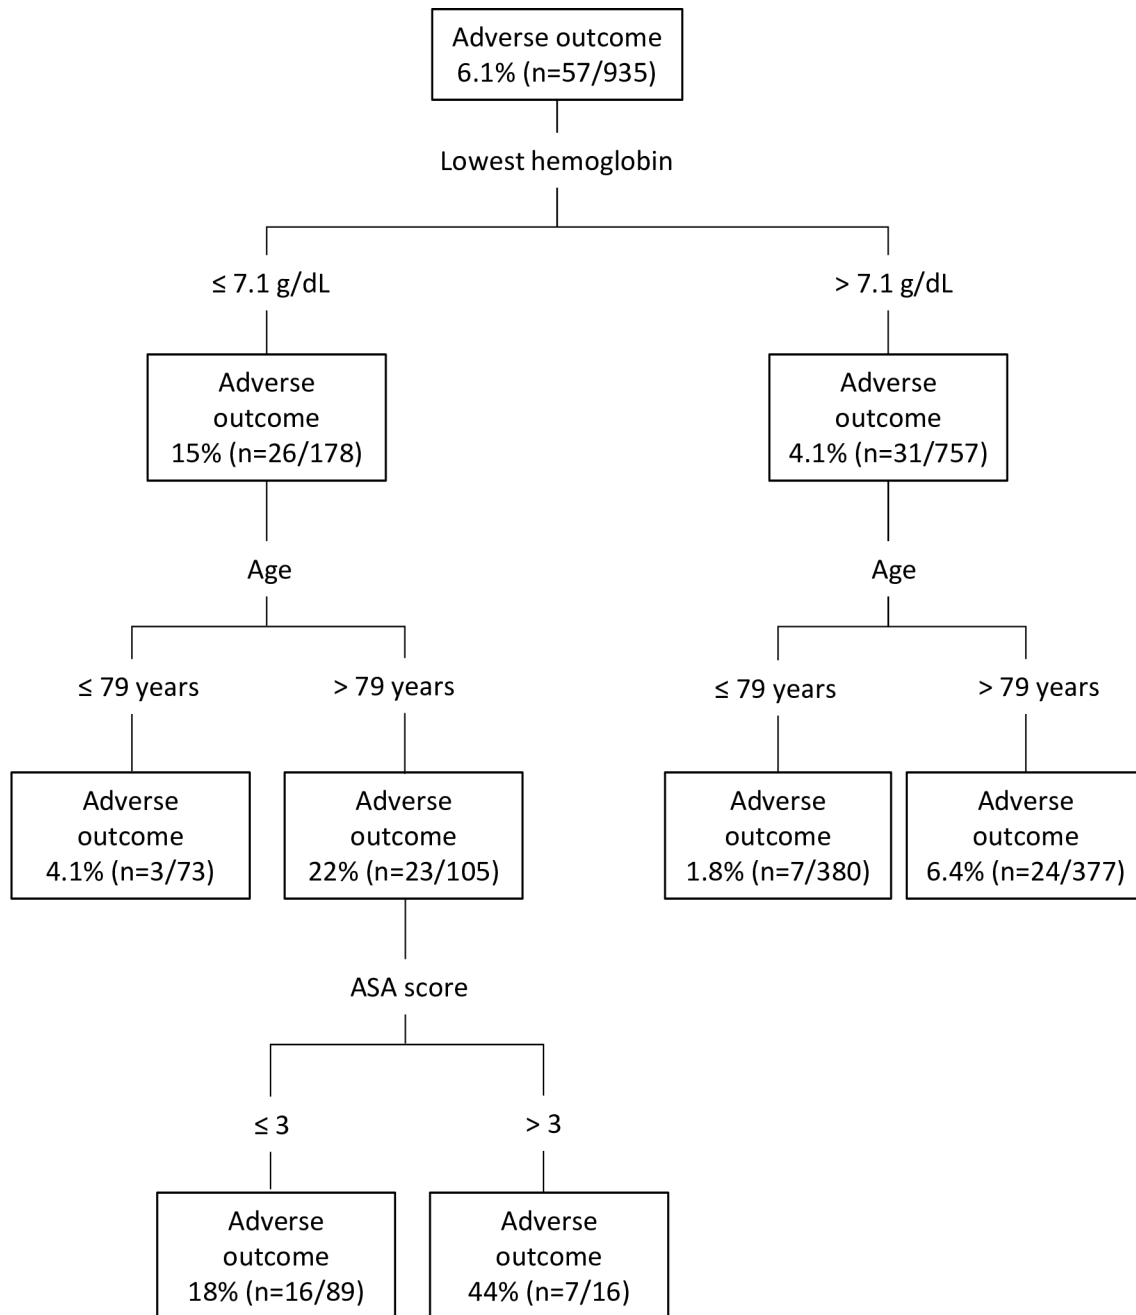 Adverse outcome
6.1% (n=57/935)
Lowest hemoglobin
≤ 7.1 g/dL
> 7.1 g/dL
Adverse
outcome
15% (n=26/178)
Adverse
outcome
4.1% (n=31/757)
Age
Age
≤ 79 years
> 79 years
≤ 79 years
> 79 years
Adverse
outcome
4.1% (n=3/73)
Adverse
outcome
22% (n=23/105)
Adverse
outcome
1.8% (n=7/380)
Adverse
outcome
6.4% (n=24/377)
ASA score
≤ 3
> 3
Adverse
outcome
18% (n=16/89)
Adverse
outcome
44% (n=7/16)